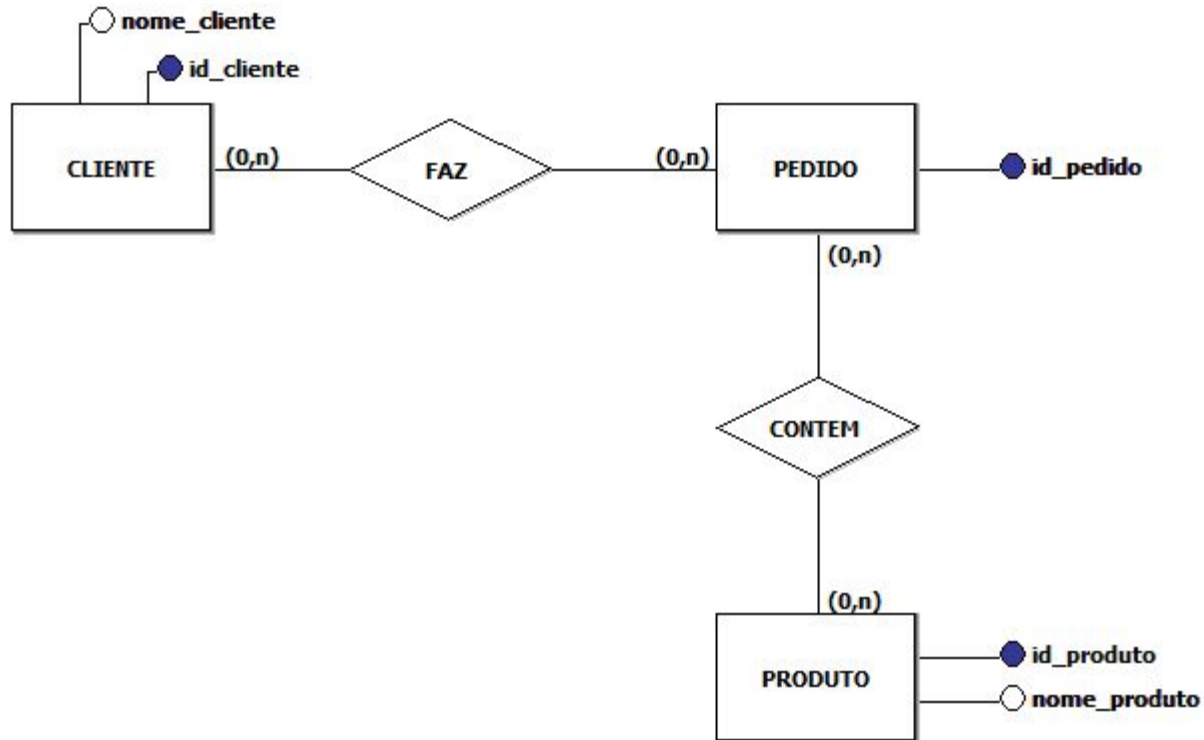 nome_cliente
id_cliente
CLIENTE
(0,n)
FAZ
(0,n)
PEDIDO
id_pedido
(0,n)
CONTEM
(0,n)
PRODUTO
id_produto
nome_produto